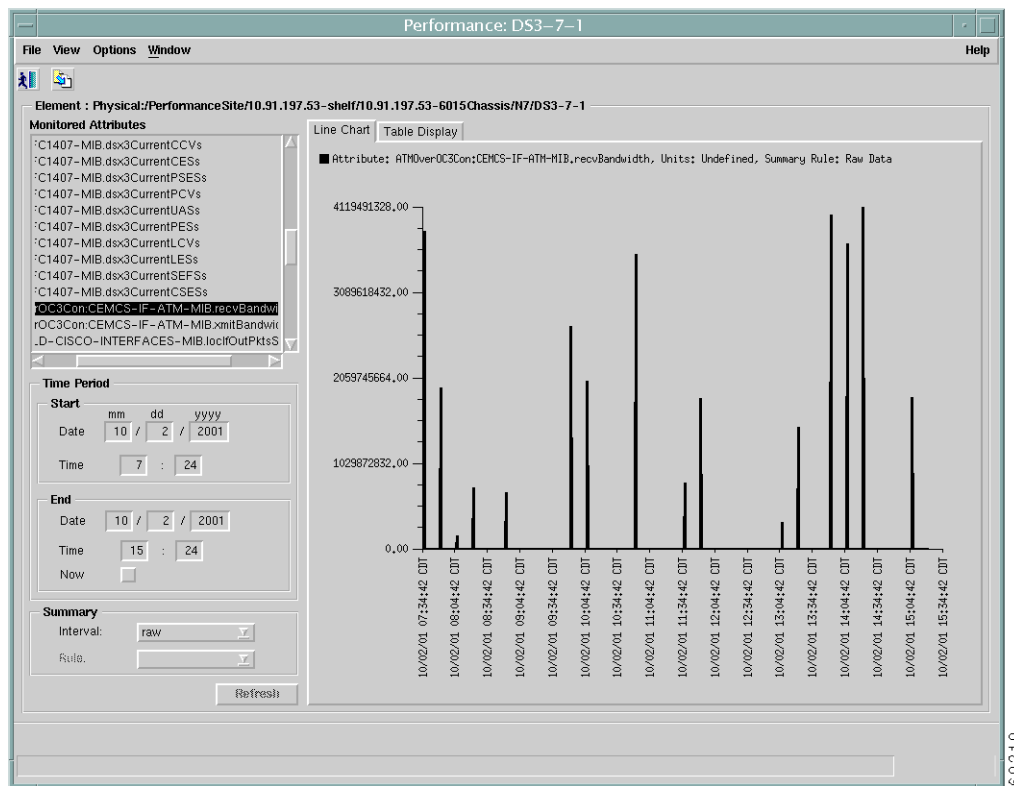 Performance: DS3-7-1
File View Options Window Help
Element : Physical:/PerformanceSite/10.91.197.53-shelf/10.91.197.53-6015Chassis/N7/DS3-7-1
Monitored Attributes
C1407-MIB.dsx3CurrentCCVs
C1407-MIB.dsx3CurrentCESs
C1407-MIB.dsx3CurrentPSESs
C1407-MIB.dsx3CurrentPCVs
C1407-MIB.dsx3CurrentUASs
C1407-MIB.dsx3CurrentPESs
C1407-MIB.dsx3CurrentLCVs
C1407-MIB.dsx3CurrentLESs
C1407-MIB.dsx3CurrentSEFSs
C1407-MIB.dsx3CurrentCSESs
rOC3Con:CEMCS-IF-ATM-MIB.recvBandwi
rOC3Con:CEMCS-IF-ATM-MIB.xmitBandwi
.D-CISCO-INTERFACES-MIB.locIfOutPktsS
Time Period
Start
mm dd yyyy
Date 10 / 2 / 2001
Time 7 : 24
End
Date 10 / 2 / 2001
Time 15 : 24
Now
Summary
Interval: raw
Rule:
Refresh
Line Chart Table Display
Attribute: ATMOverOC3Con:CEMCS-IF-ATM-MIB.recvBandwidth, Units: Undefined, Summary Rule: Raw Data
4119491328.00
3089618432.00
2059745664.00
1029872832.00
0.00
10/02/01 07:34:42 CDT
10/02/01 08:04:42 CDT
10/02/01 08:34:42 CDT
10/02/01 09:04:42 CDT
10/02/01 09:34:42 CDT
10/02/01 10:04:42 CDT
10/02/01 10:34:42 CDT
10/02/01 11:04:42 CDT
10/02/01 11:34:42 CDT
10/02/01 12:04:42 CDT
10/02/01 12:34:42 CDT
10/02/01 13:04:42 CDT
10/02/01 13:34:42 CDT
10/02/01 14:04:42 CDT
10/02/01 14:34:42 CDT
10/02/01 15:04:42 CDT
10/02/01 15:34:42 CDT